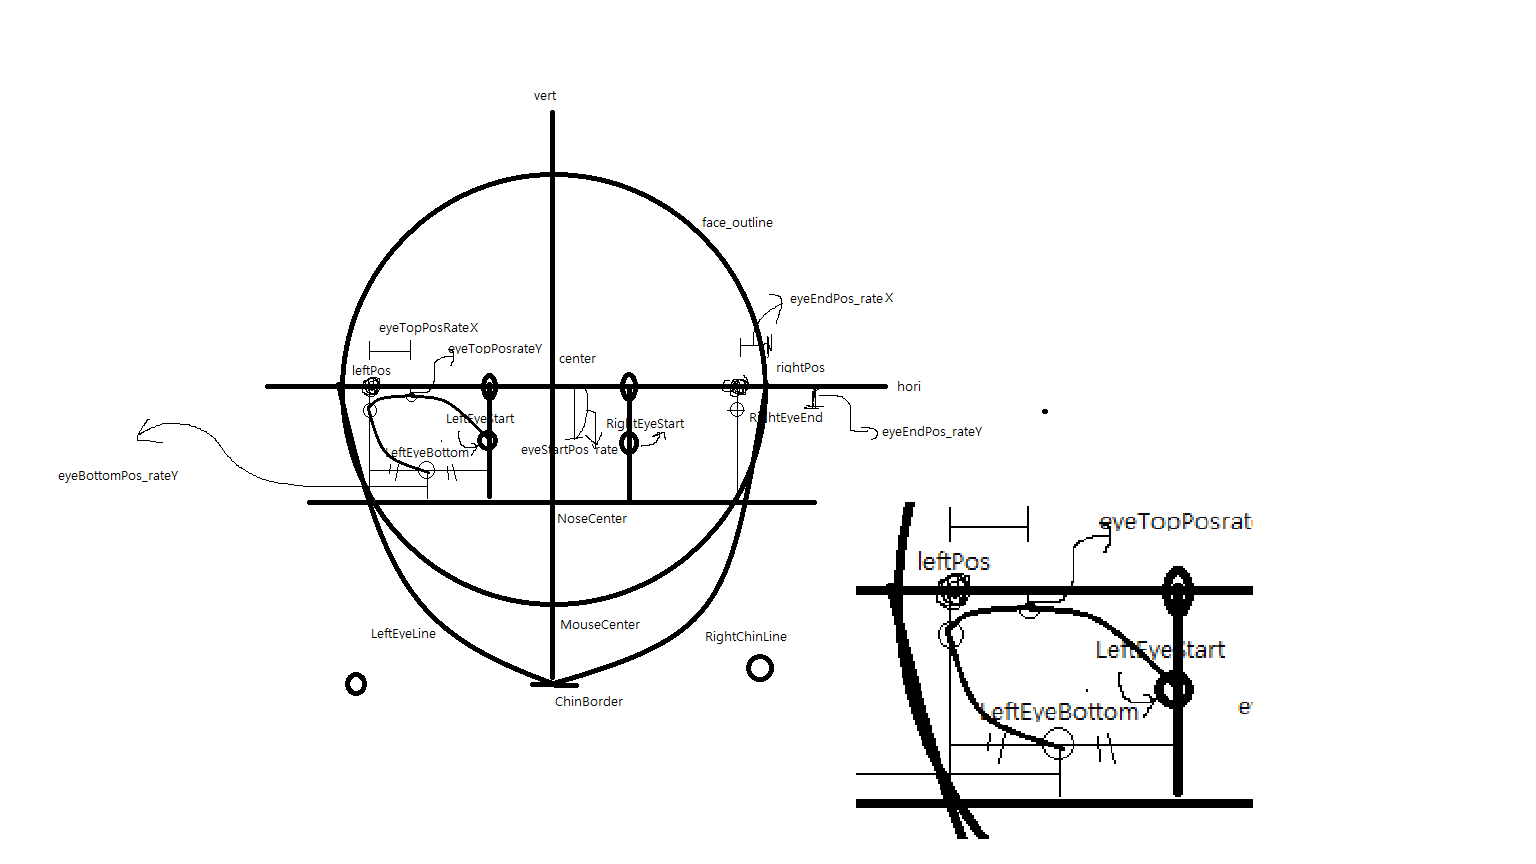 vert
face_outline
eyeEndPos_rateX
eyeTopPosRateX
eyeTopPosrateY
center
leftPos
rightPos
hori
LeftEyeStart
RightEyeStart
RightEyeEnd
eyeEndPos_rateY
LeftEyeBottom
eyeStartPos_rate
eyeBottomPos_rateY
NoseCenter
eyeTopPosrat
leftPos
LeftEyeStart
LeftEyeBottom
MouseCenter
LeftEyeLine
RightChinLine
ChinBorder